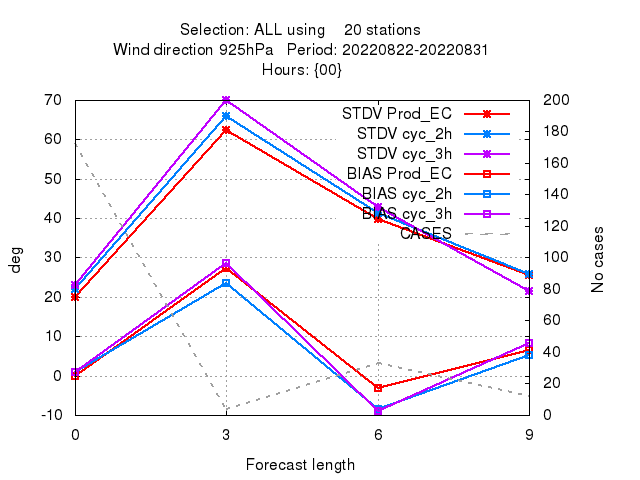 Selection: ALL using    20 stations
Wind direction 925hPa   Period: 20220822-20220831
Hours: {00}
STDV Prod_EC
STDV cyc_2h
STDV cyc_3h
BIAS Prod_EC
BIAS cyc_2h
BIAS cyc_3h
CASES
70
60
50
40
30
20
10
0
-10
deg
200
180
160
140
120
100
80
60
40
20
0
No cases
0 3 6 9
Forecast length